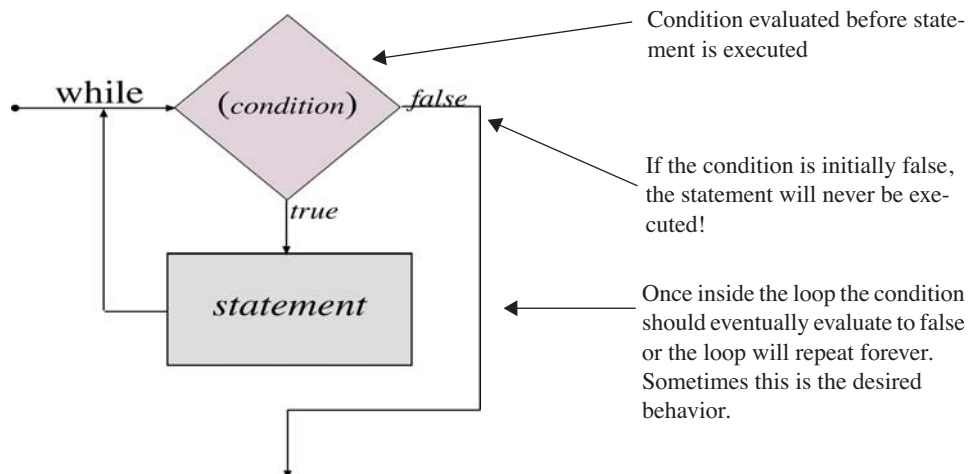 Condition evaluated before state-
ment is executed
while
(condition)
false
If the condition is initially false,
the statement will never be exe-
cuted!
true
statement
Once inside the loop the condition
should eventually evaluate to false
or the loop will repeat forever.
Sometimes this is the desired
behavior.